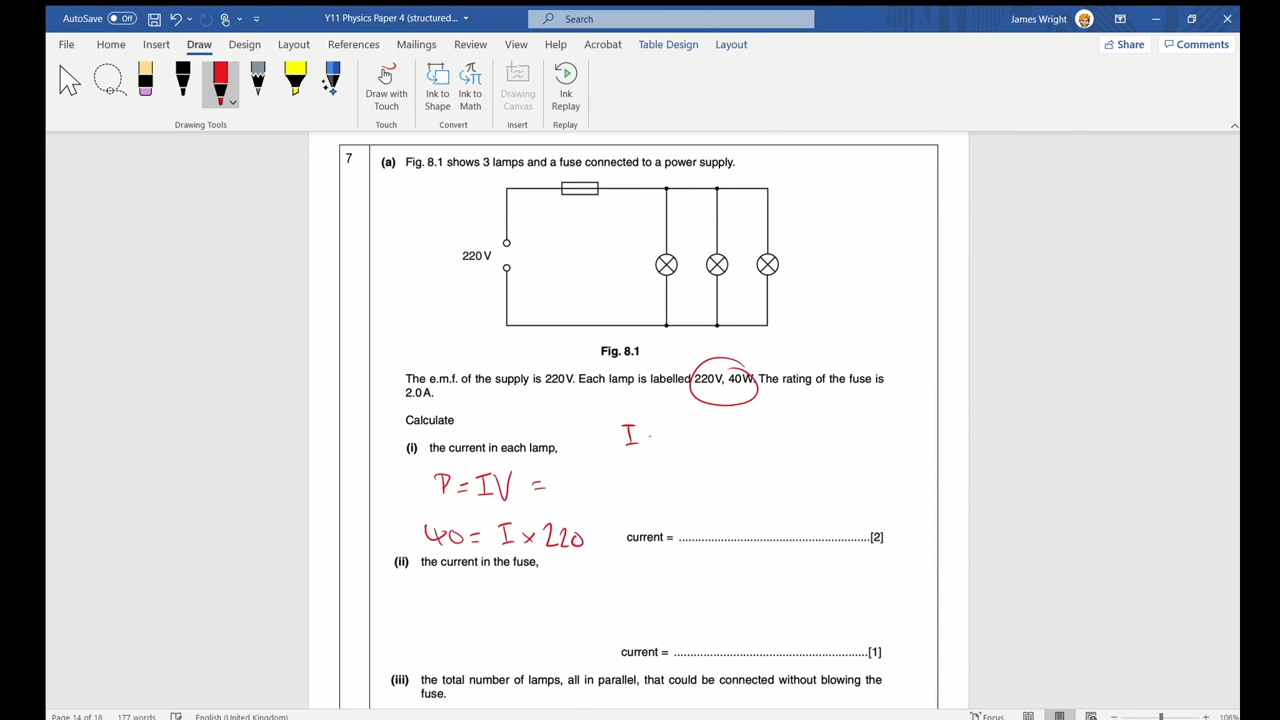 AutoSave Off Y11 Physics Paper 4 (structured... Search James Wright
File Home Insert Draw Design Layout References Mailings Review View Help Acrobat Table Design Layout Share Comments
Draw with Touch
Ink to Shape
Ink to Math
Drawing Canvas
Ink Replay
Drawing Tools Touch Convert Insert Replay
7
(a) Fig. 8.1 shows 3 lamps and a fuse connected to a power supply.
220 V
Fig. 8.1
The e.m.f. of the supply is 220 V. Each lamp is labelled 220 V, 40 W. The rating of the fuse is
2.0 A.
Calculate
(i) the current in each lamp,
I
P = IV =
40 = I × 220
current = ..........................................................[2]
(ii) the current in the fuse,
current = ...........................................................[1]
(iii) the total number of lamps, all in parallel, that could be connected without blowing the
fuse.
Page 14 of 18 177 words English (United Kingdom) Focus 106%